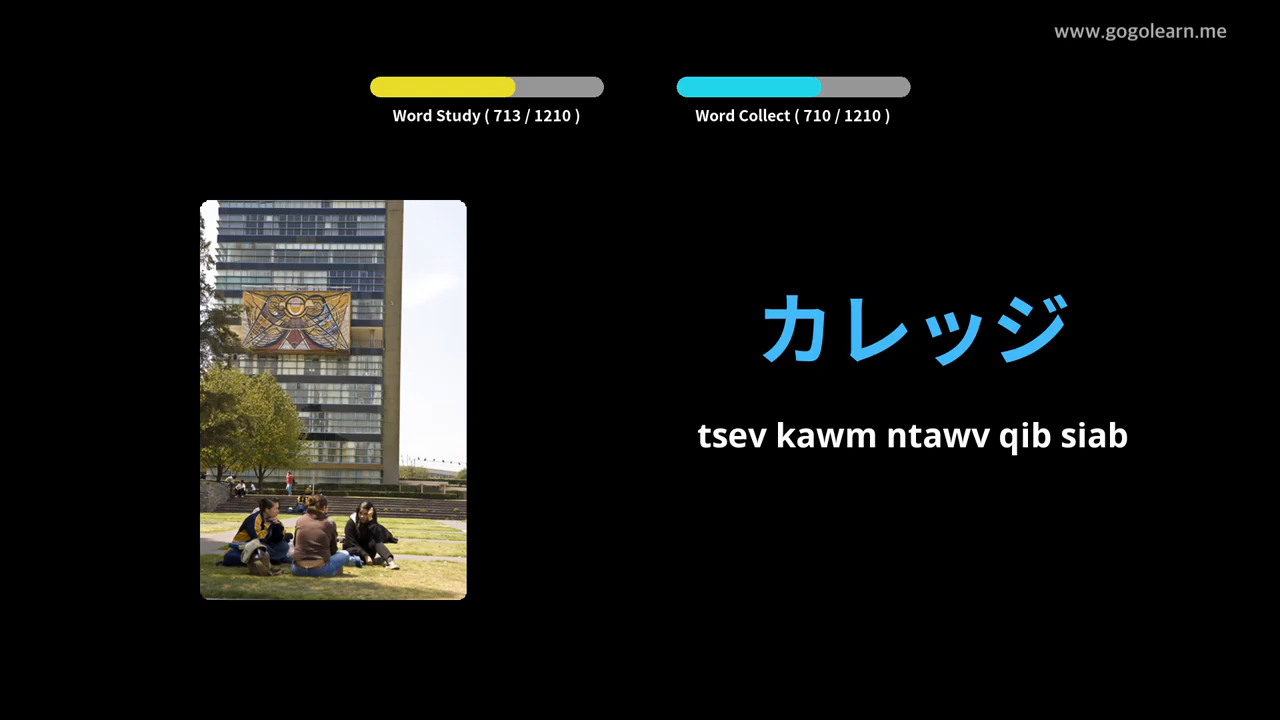 www.gogolearn.me
Word Study ( 713 / 1210 )
Word Collect ( 710 / 1210 )
カレッジ
tsev kawm ntawv qib siab